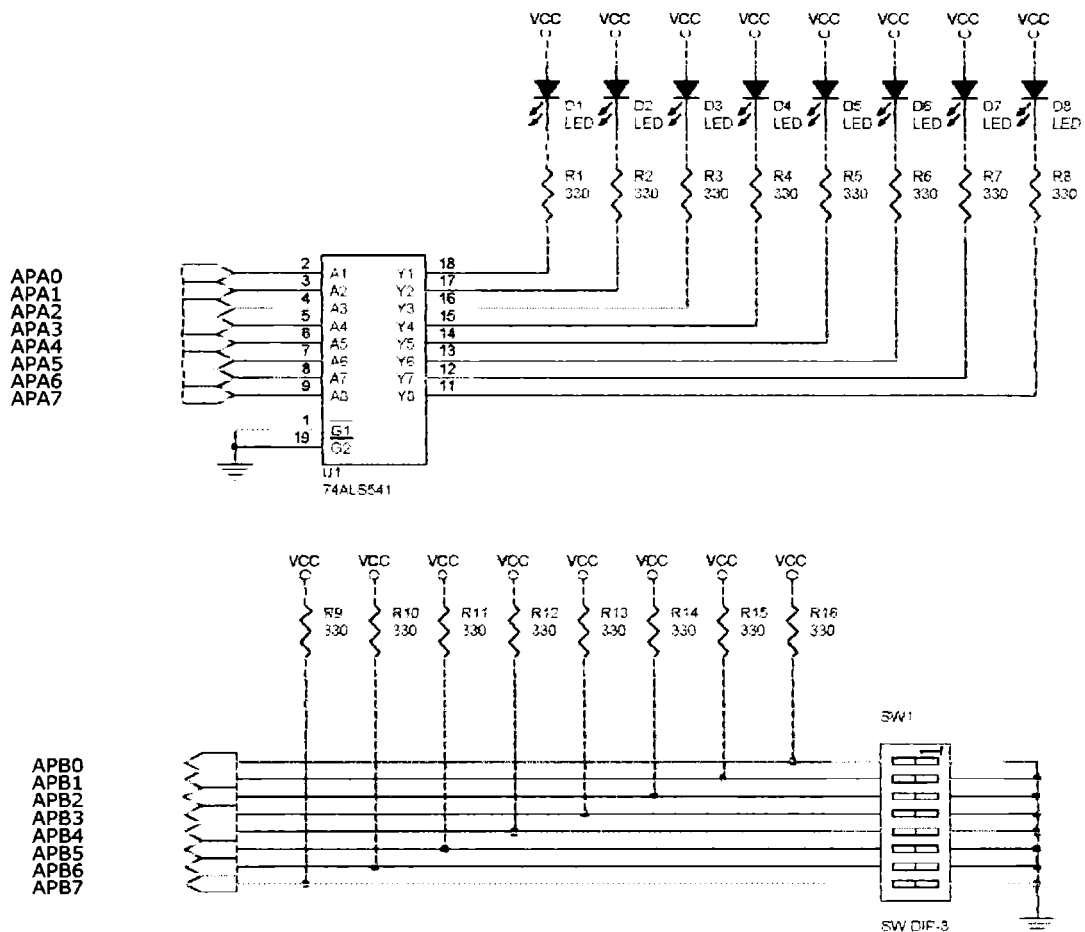 VCC VCC VCC VCC VCC VCC VCC VCC
D1 D2 D3 D4 D5 D6 D7 D8
LED LED LED LED LED LED LED LED
R1 R2 R3 R4 R5 R6 R7 R8
330 330 330 330 330 330 330 330
APA0 2 A1 Y1 18
APA1 3 A2 Y2 17
APA2 4 A3 Y3 16
APA3 5 A4 Y4 15
APA4 6 A5 Y5 14
APA5 7 A6 Y6 13
APA6 8 A7 Y7 12
APA7 9 A8 Y8 11
1 G1
19 G2
U1
74ALS541
VCC VCC VCC VCC VCC VCC VCC VCC
R9 R10 R11 R12 R13 R14 R15 R16
330 330 330 330 330 330 330 330
SW1
APB0
APB1
APB2
APB3
APB4
APB5
APB6
APB7
SW DIP-8